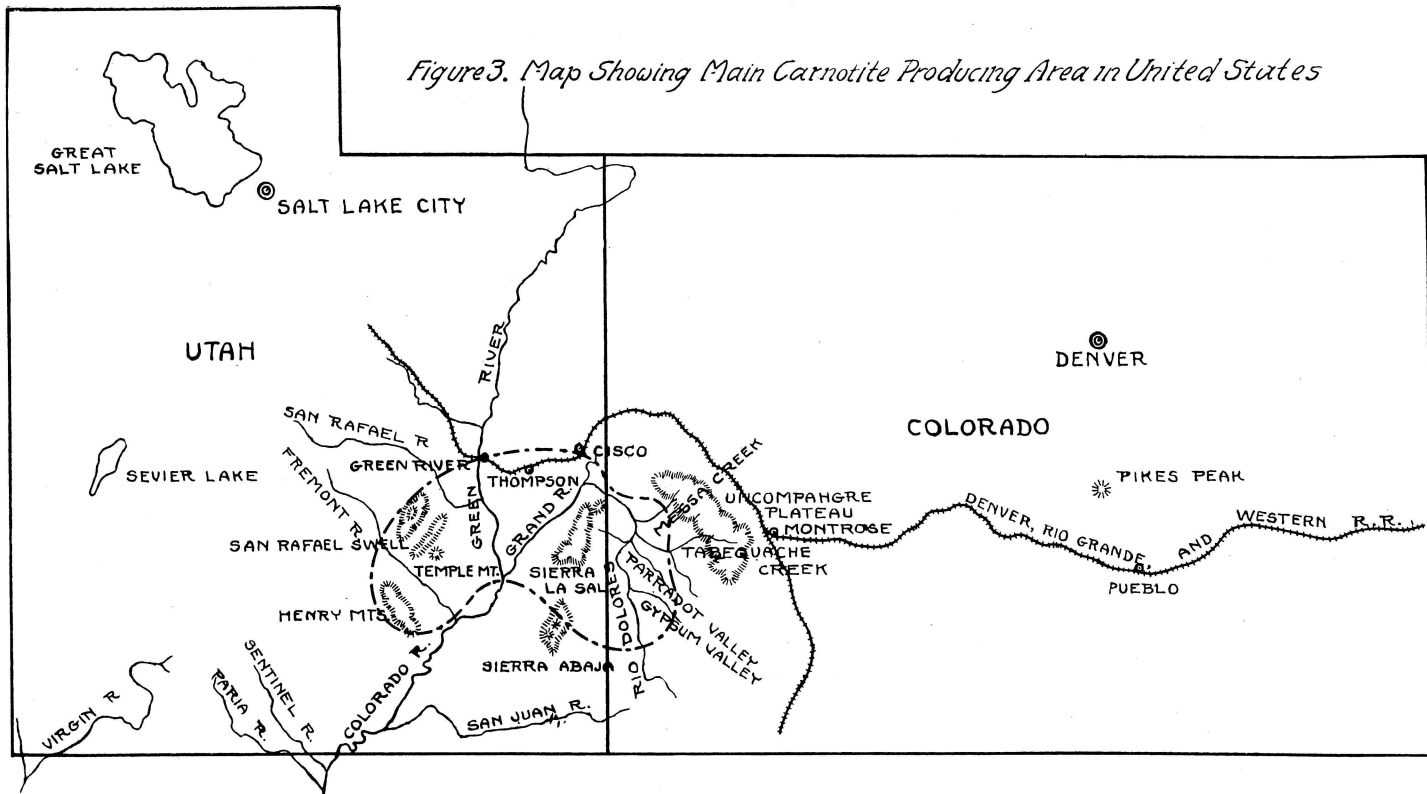 Figure 3. Map Showing Main Carnotite Producing Area in United States
GREAT
SALT LAKE
SALT LAKE CITY
UTAH
RIVER
DENVER
COLORADO
SAN RAFAEL R
SEVIER LAKE
FREMONT R.
GREEN RIVER
CISCO
THOMPSON
GREEN
GRAND R.
MESSA CREEK
UNCOMPAHGRE
PLATEAU
MONTROSE
PIKES PEAK
DENVER, RIO GRANDE, AND WESTERN R.R.
PUEBLO
SAN RAFAEL SWELL
TEMPLE MT.
SIERRA
LA SAL
TABEQUACHE
CREEK
PARRADOT VALLEY
GYPSUM VALLEY
HENRY MTS.
RIO DOLORES
SIERRA ABAJA
SENTINEL R.
PARIA R.
VIRGIN R
COLORADO R.
SAN JUAN R.